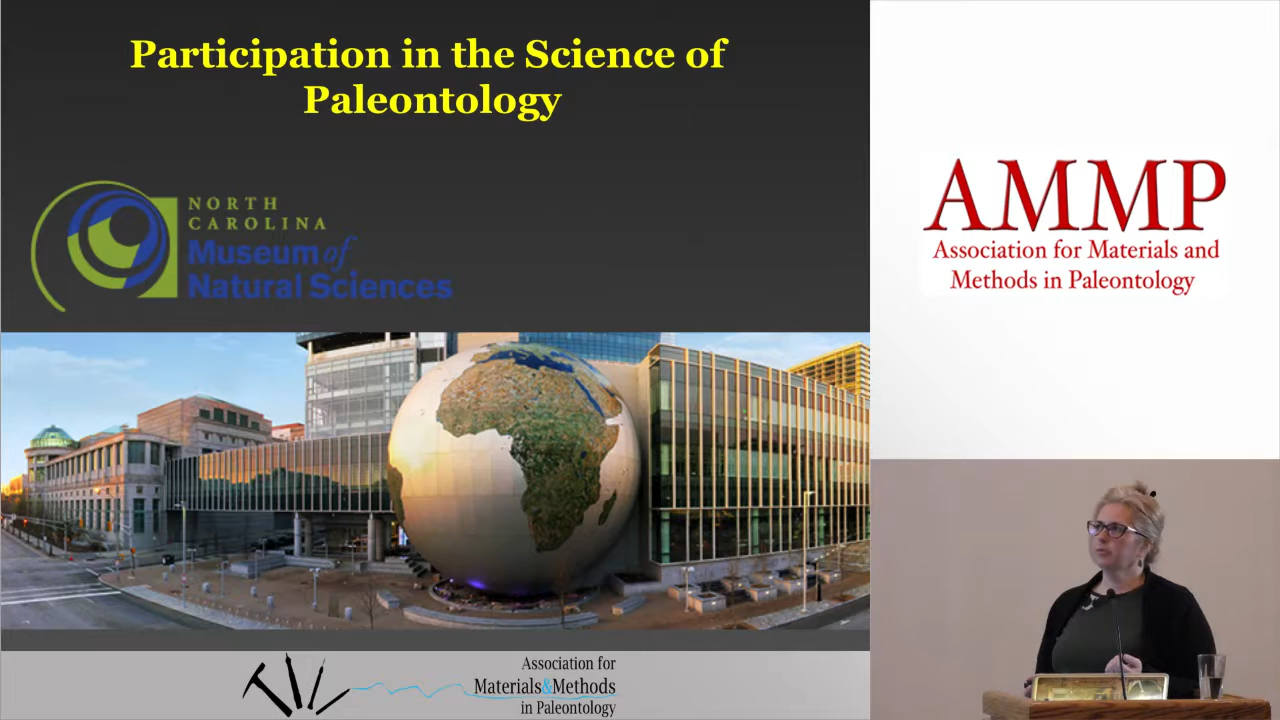 Participation in the Science of
Paleontology
NORTH
CAROLINA
Museum of
Natural Sciences
AMMP
Association for Materials and
Methods in Paleontology
Association for
Materials&Methods
in Paleontology